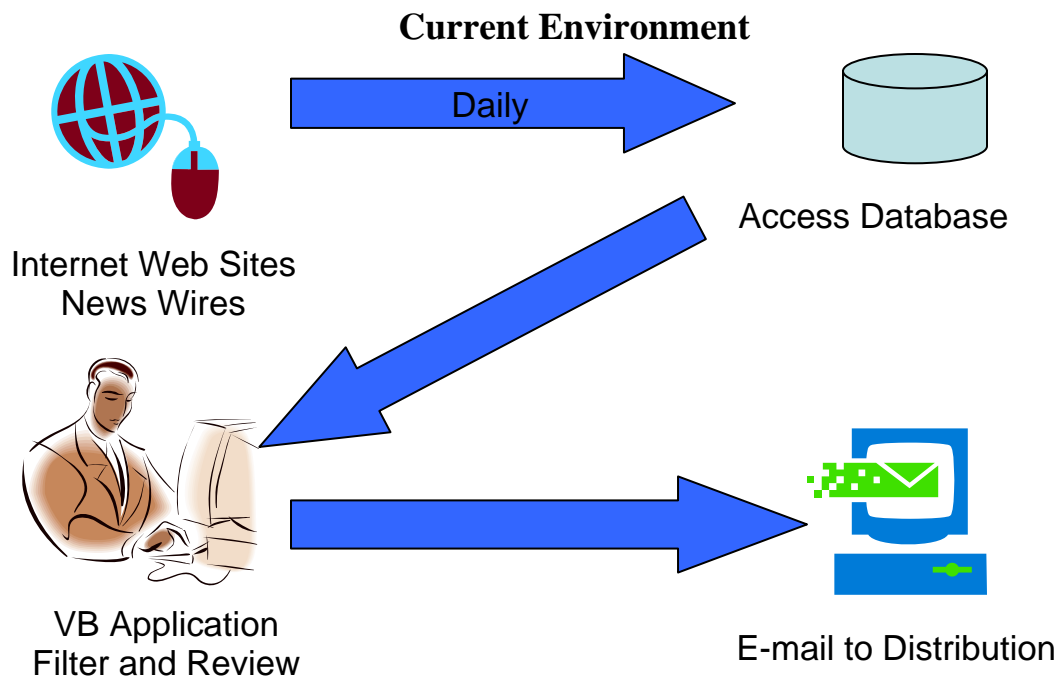 Current Environment
Daily
Internet Web Sites
News Wires
Access Database
VB Application
Filter and Review
E-mail to Distribution